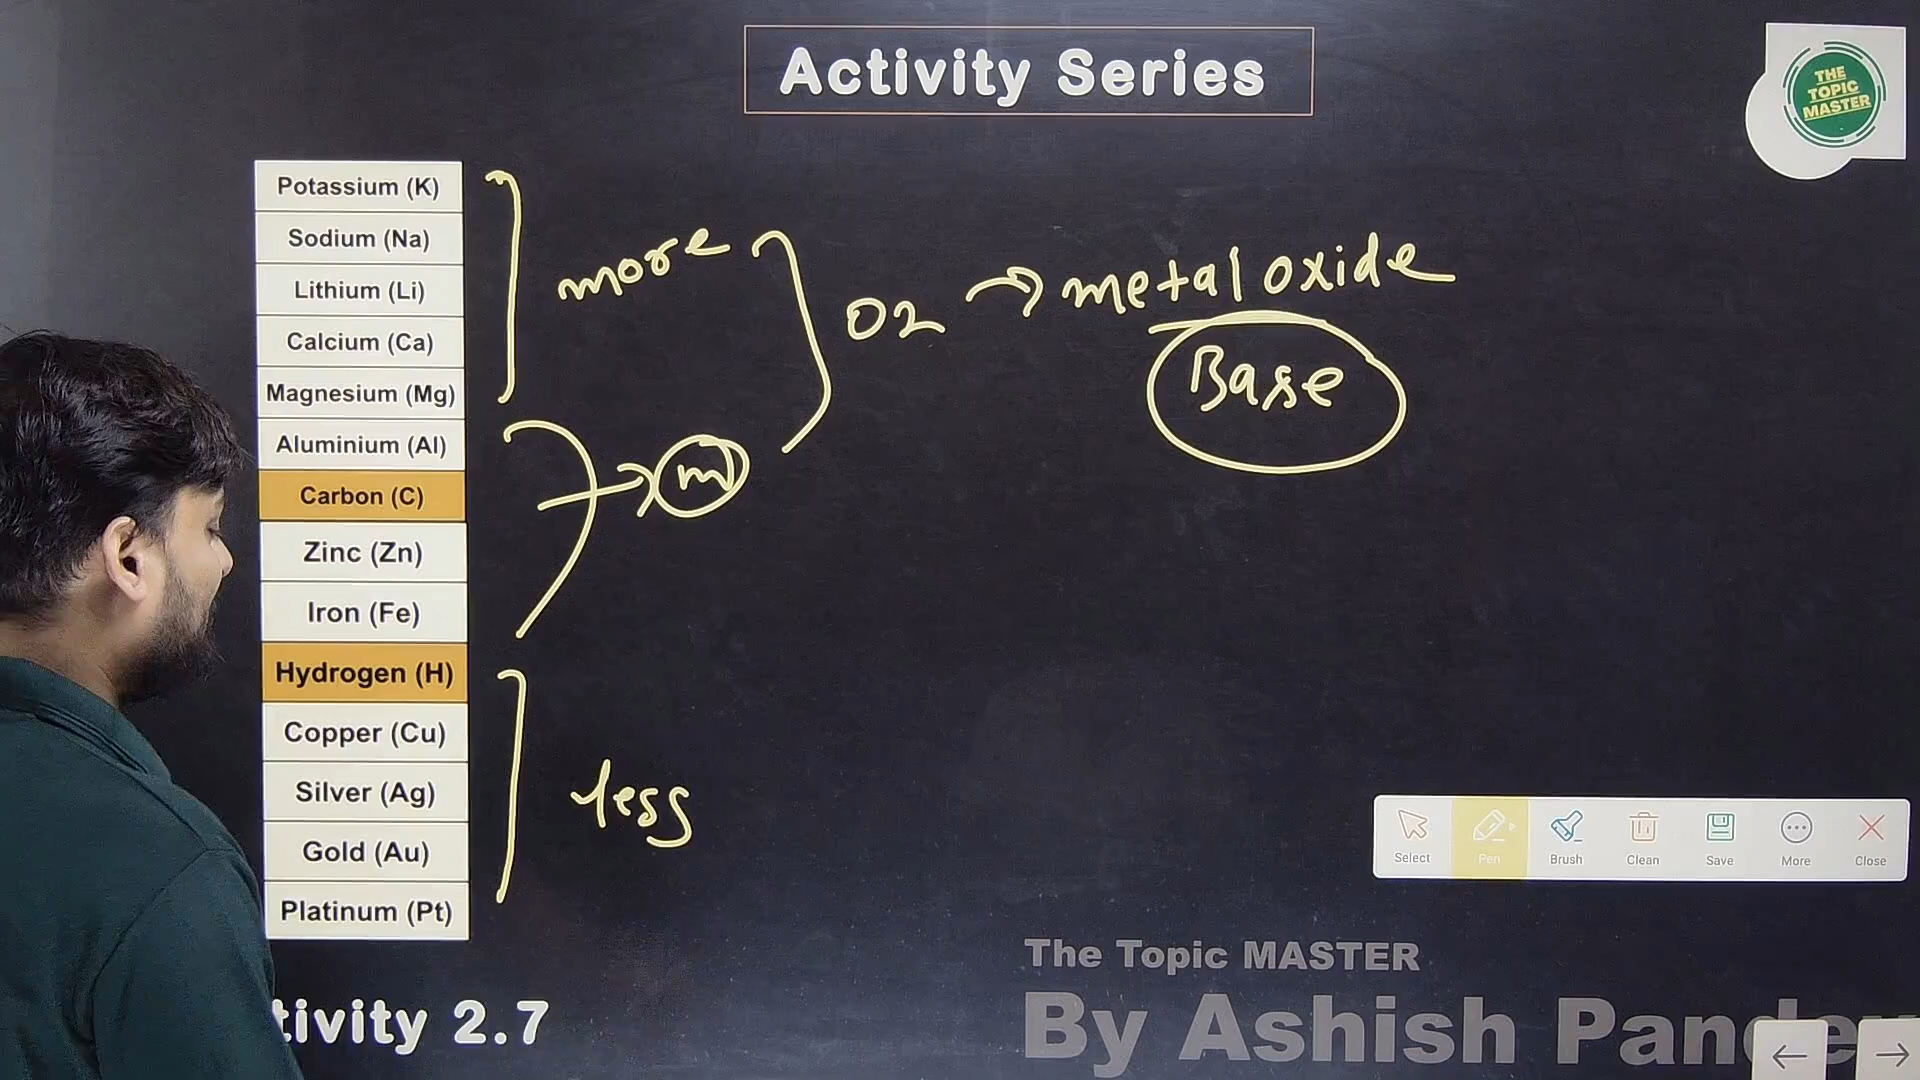 Activity Series
THE
TOPIC
MASTER
Potassium (K)
Sodium (Na)
Lithium (Li)
Calcium (Ca)
Magnesium (Mg)
Aluminium (Al)
Carbon (C)
Zinc (Zn)
Iron (Fe)
Hydrogen (H)
Copper (Cu)
Silver (Ag)
Gold (Au)
Platinum (Pt)
more
O2 → metal oxide
Base
→ m
less
Select
Pen
Brush
Clean
Save
More
Close
The Topic MASTER
By Ashish Pandey
tivity 2.7